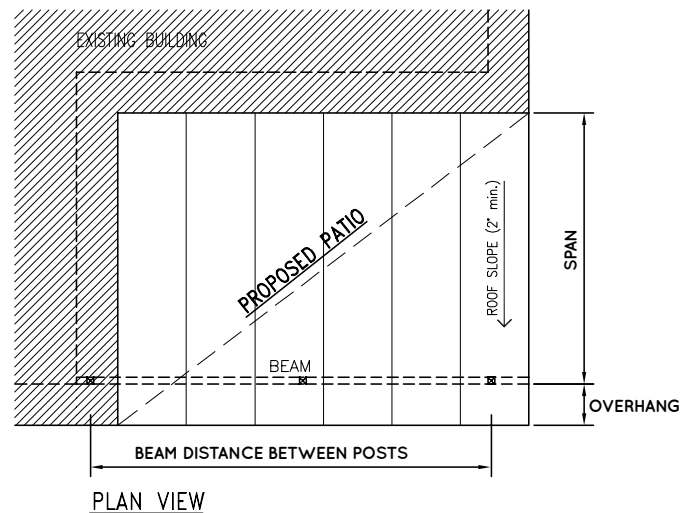 EXISTING BUILDING
PROPOSED PATIO
ROOF SLOPE (2° min.)
SPAN
BEAM
OVERHANG
BEAM DISTANCE BETWEEN POSTS
PLAN VIEW